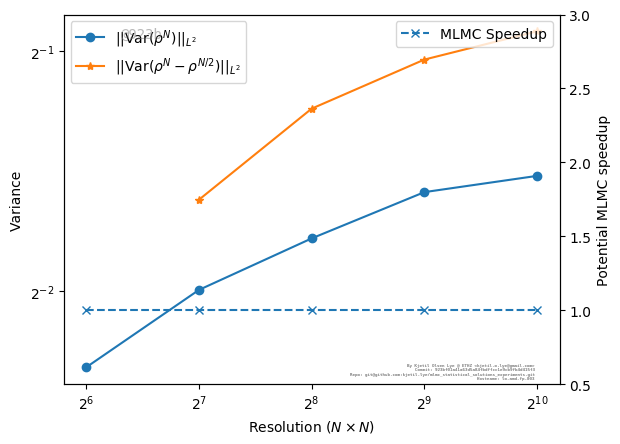 ||Var(ρ^N)||_{L^2}
||Var(ρ^N − ρ^{N/2})||_{L^2}
MLMC Speedup
2^{-1}
2^{-2}
Variance
3.0
2.5
2.0
1.5
1.0
0.5
Potential MLMC speedup
2^6
2^7
2^8
2^9
2^{10}
Resolution (N × N)